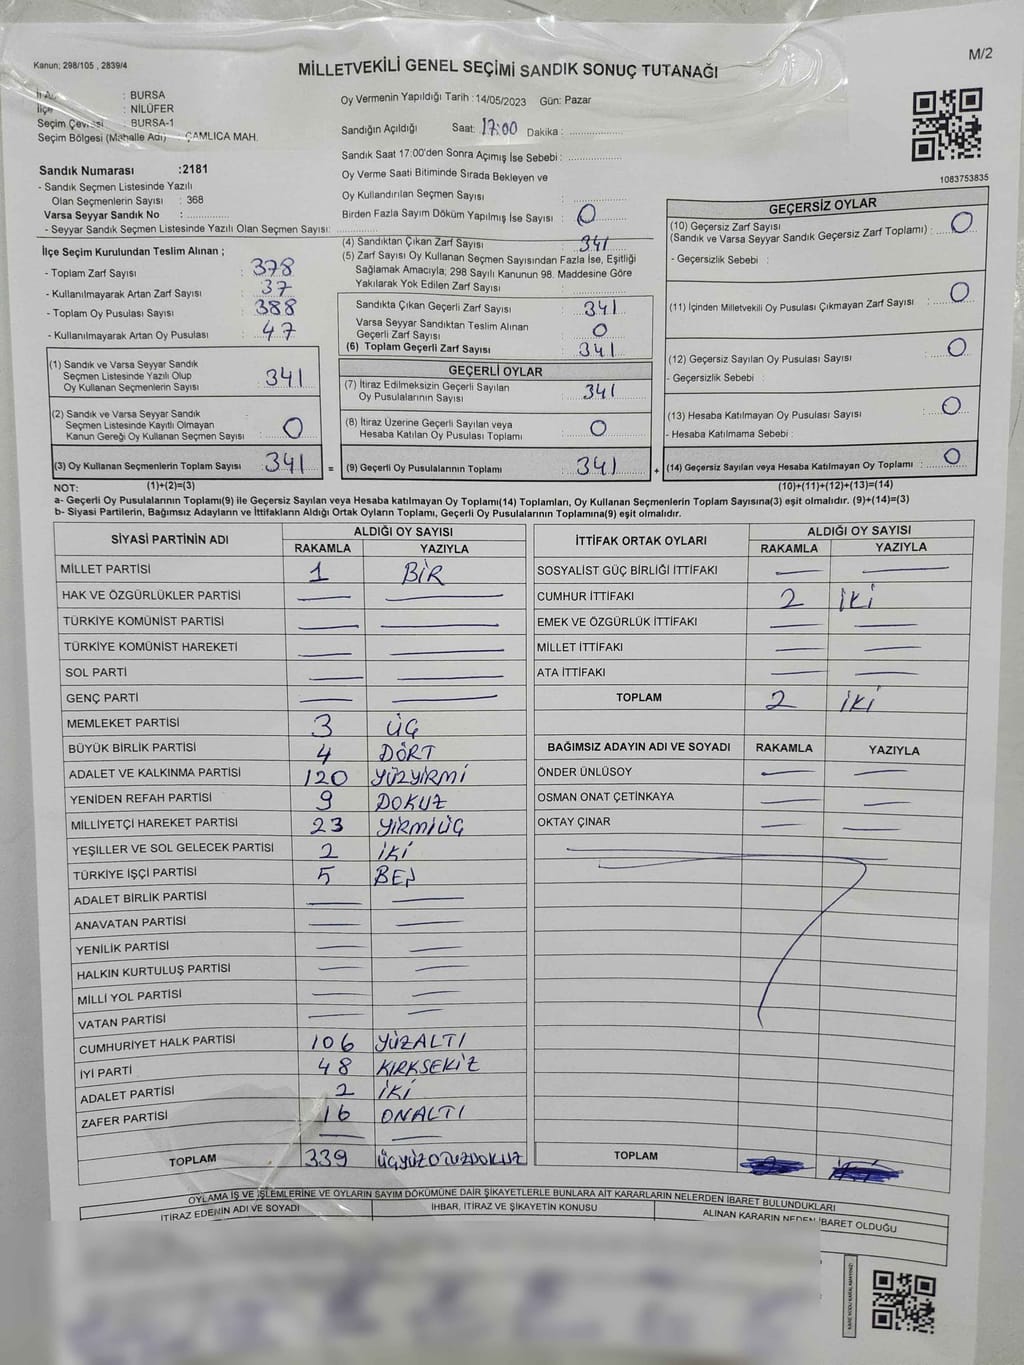 Kanun; 298/105 , 2839/4
M/2
MİLLETVEKİLİ GENEL SEÇİMİ SANDIK SONUÇ TUTANAĞI
: BURSA
İlçe : NİLÜFER
Seçim Çevresi : BURSA-1
Seçim Bölgesi (Mahalle Adı) : ÇAMLICA MAH.
Oy Vermenin Yapıldığı Tarih : 14/05/2023 Gün: Pazar
Sandığın Açıldığı Saat: 17:00 Dakika : ..............
Sandık Saat 17:00'den Sonra Açımış İse Sebebi : ..............
Oy Verme Saati Bitiminde Sırada Bekleyen ve
Oy Kullandırılan Seçmen Sayısı
Birden Fazla Sayım Döküm Yapılmış İse Sayısı : 0
1083753835
Sandık Numarası :2181
- Sandık Seçmen Listesinde Yazılı
Olan Seçmenlerin Sayısı : 368
Varsa Seyyar Sandık No : ..............
- Seyyar Sandık Seçmen Listesinde Yazılı Olan Seçmen Sayısı: ..............
İlçe Seçim Kurulundan Teslim Alınan ;
- Toplam Zarf Sayısı : 378
- Kullanılmayarak Artan Zarf Sayısı : 37
- Toplam Oy Pusulası Sayısı : 388
- Kullanılmayarak Artan Oy Pusulası : 47
(1) Sandık ve Varsa Seyyar Sandık
Seçmen Listesinde Yazılı Olup
Oy Kullanan Seçmenlerin Sayısı : 341
(2) Sandık ve Varsa Seyyar Sandık
Seçmen Listesinde Kayıtlı Olmayan
Kanun Gereği Oy Kullanan Seçmen Sayısı : 0
(3) Oy Kullanan Seçmenlerin Toplam Sayısı : 341 =
(4) Sandıktan Çıkan Zarf Sayısı : 341
(5) Zarf Sayısı Oy Kullanan Seçmen Sayısından Fazla İse, Eşitliği
Sağlamak Amacıyla; 298 Sayılı Kanunun 98. Maddesine Göre
Yakılarak Yok Edilen Zarf Sayısı : ..............
Sandıkta Çıkan Geçerli Zarf Sayısı : 341
Varsa Seyyar Sandıktan Teslim Alınan
Geçerli Zarf Sayısı : 0
(6) Toplam Geçerli Zarf Sayısı : 341
GEÇERLİ OYLAR
(7) İtiraz Edilmeksizin Geçerli Sayılan
Oy Pusulalarının Sayısı : 341
(8) İtiraz Üzerine Geçerli Sayılan veya
Hesaba Katılan Oy Pusulası Toplamı : 0
(9) Geçerli Oy Pusulalarının Toplamı : 341 +
GEÇERSİZ OYLAR
(10) Geçersiz Zarf Sayısı
(Sandık ve Varsa Seyyar Sandık Geçersiz Zarf Toplamı) : 0
- Geçersizlik Sebebi :
(11) İçinden Milletvekili Oy Pusulası Çıkmayan Zarf Sayısı : 0
(12) Geçersiz Sayılan Oy Pusulası Sayısı : 0
- Geçersizlik Sebebi :
(13) Hesaba Katılmayan Oy Pusulası Sayısı : 0
- Hesaba Katılmama Sebebi :
(14) Geçersiz Sayılan veya Hesaba Katılmayan Oy Toplamı : 0
NOT: (1)+(2)=(3) (10)+(11)+(12)+(13)=(14)
a- Geçerli Oy Pusulalarının Toplamı(9) ile Geçersiz Sayılan veya Hesaba katılmayan Oy Toplamı(14) Toplamları, Oy Kullanan Seçmenlerin Toplam Sayısına(3) eşit olmalıdır. (9)+(14)=(3)
b- Siyasi Partilerin, Bağımsız Adayların ve İttifakların Aldığı Ortak Oyların Toplamı, Geçerli Oy Pusulalarının Toplamına(9) eşit olmalıdır.
SİYASİ PARTİNİN ADI ALDIĞI OY SAYISI
RAKAMLA YAZIYLA
MİLLET PARTİSİ 1 BİR
HAK VE ÖZGÜRLÜKLER PARTİSİ
TÜRKİYE KOMÜNİST PARTİSİ
TÜRKİYE KOMÜNİST HAREKETİ
SOL PARTİ
GENÇ PARTİ
MEMLEKET PARTİSİ 3 ÜÇ
BÜYÜK BİRLİK PARTİSİ 4 DÖRT
ADALET VE KALKINMA PARTİSİ 120 YÜZYİRMİ
YENİDEN REFAH PARTİSİ 9 DOKUZ
MİLLİYETÇİ HAREKET PARTİSİ 23 YİRMİÜÇ
YEŞİLLER VE SOL GELECEK PARTİSİ 2 İKİ
TÜRKİYE İŞÇİ PARTİSİ 5 BEŞ
ADALET BİRLİK PARTİSİ
ANAVATAN PARTİSİ
YENİLİK PARTİSİ
HALKIN KURTULUŞ PARTİSİ
MİLLİ YOL PARTİSİ
VATAN PARTİSİ
CUMHURİYET HALK PARTİSİ 106 YÜZALTI
İYİ PARTİ 48 KIRKSEKİZ
ADALET PARTİSİ 2 İKİ
ZAFER PARTİSİ 16 ONALTI
TOPLAM 339 ÜÇYÜZOTUZDOKUZ
İTTİFAK ORTAK OYLARI ALDIĞI OY SAYISI
RAKAMLA YAZIYLA
SOSYALİST GÜÇ BİRLİĞİ İTTİFAKI
CUMHUR İTTİFAKI 2 İKİ
EMEK VE ÖZGÜRLÜK İTTİFAKI
MİLLET İTTİFAKI
ATA İTTİFAKI
TOPLAM 2 İKİ
BAĞIMSIZ ADAYIN ADI VE SOYADI RAKAMLA YAZIYLA
ÖNDER ÜNLÜSOY
OSMAN ONAT ÇETİNKAYA
OKTAY ÇINAR
TOPLAM
OYLAMA İŞ VE İŞLEMLERİNE VE OYLARIN SAYIM DÖKÜMÜNE DAİR ŞİKAYETLERLE BUNLARA AİT KARARLARIN NELERDEN İBARET BULUNDUKLARI
İTİRAZ EDENİN ADI VE SOYADI İHBAR, İTİRAZ VE ŞİKAYETİN KONUSU ALINAN KARARIN NEDEN İBARET OLDUĞU